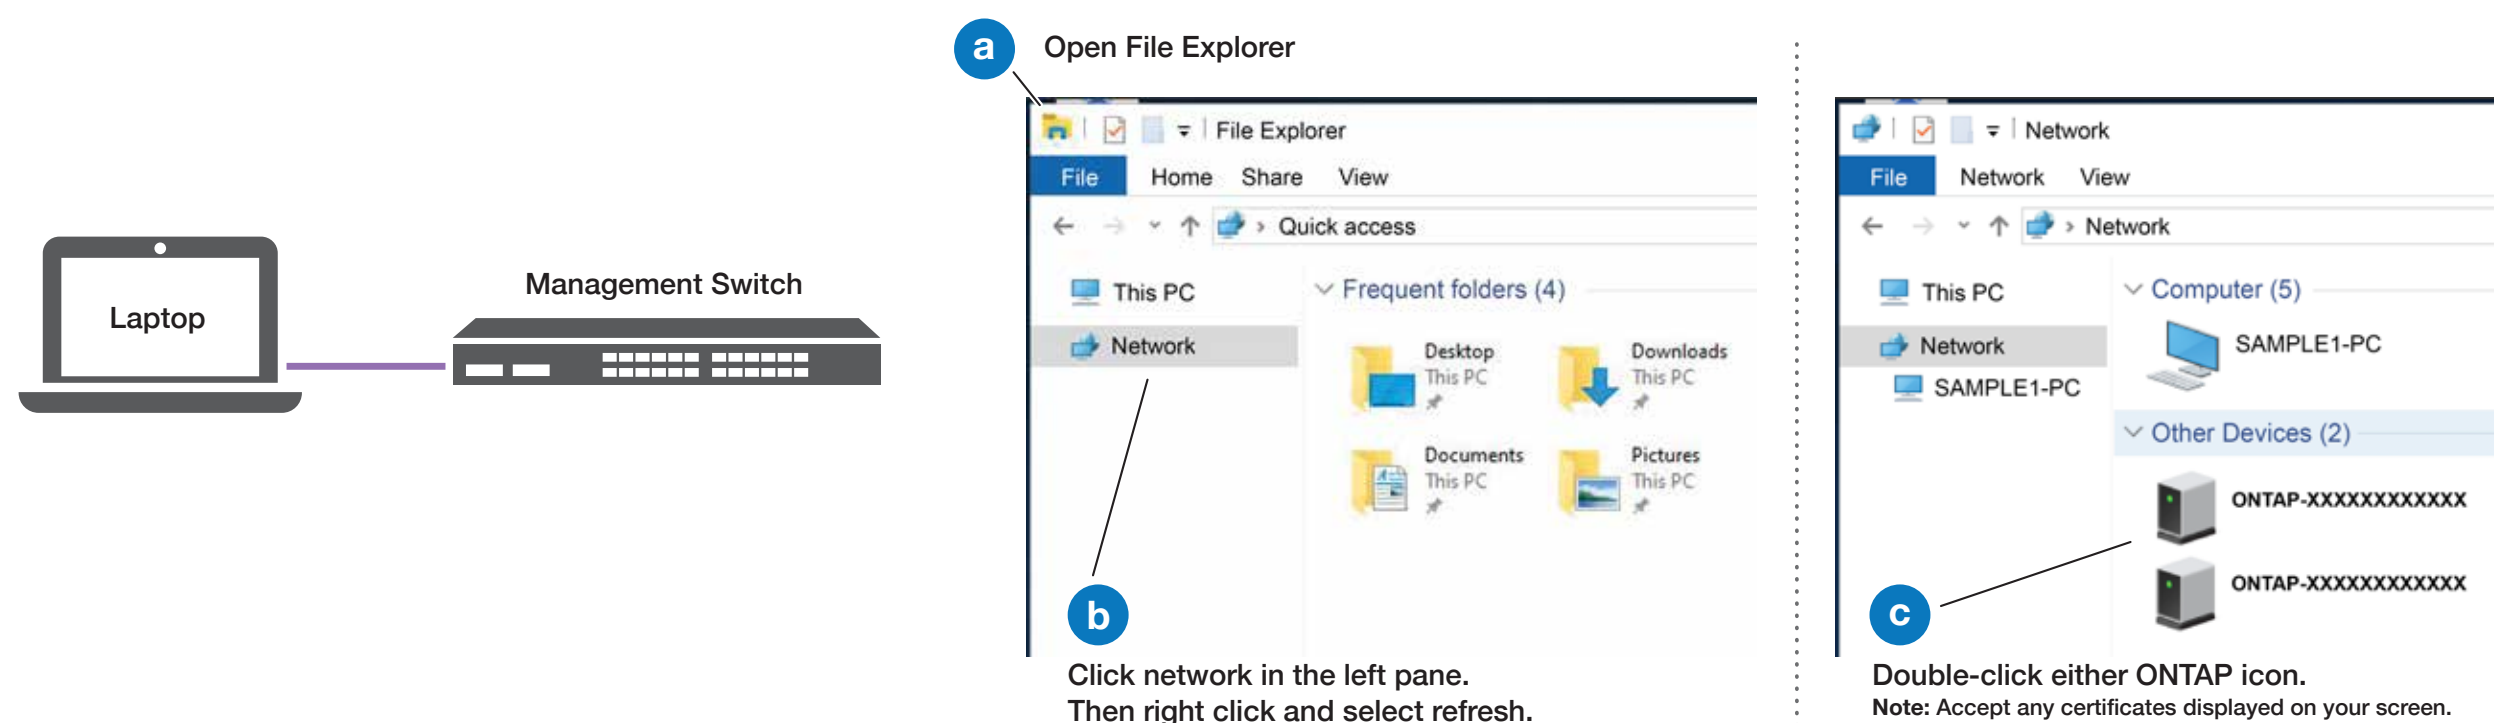 Laptop
Management Switch
a
Open File Explorer
File Explorer
File Home Share View
Quick access
This PC
Network
Frequent folders (4)
Desktop
This PC
Downloads
This PC
Documents
This PC
Pictures
This PC
b
Click network in the left pane.
Then right click and select refresh.
Network
File Network View
Network
This PC
Network
SAMPLE1-PC
Computer (5)
SAMPLE1-PC
Other Devices (2)
ONTAP-XXXXXXXXXXXX
ONTAP-XXXXXXXXXXXX
c
Double-click either ONTAP icon.
Note: Accept any certificates displayed on your screen.